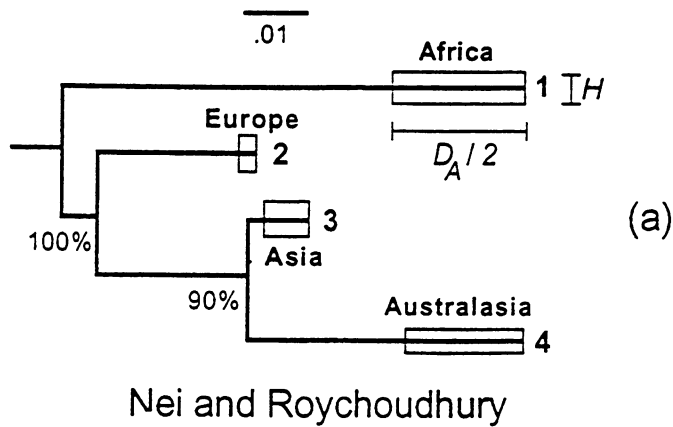 .01
Africa
1 H
Europe
2
D_A / 2
3
(a)
100%
Asia
90%
Australasia
4
Nei and Roychoudhury